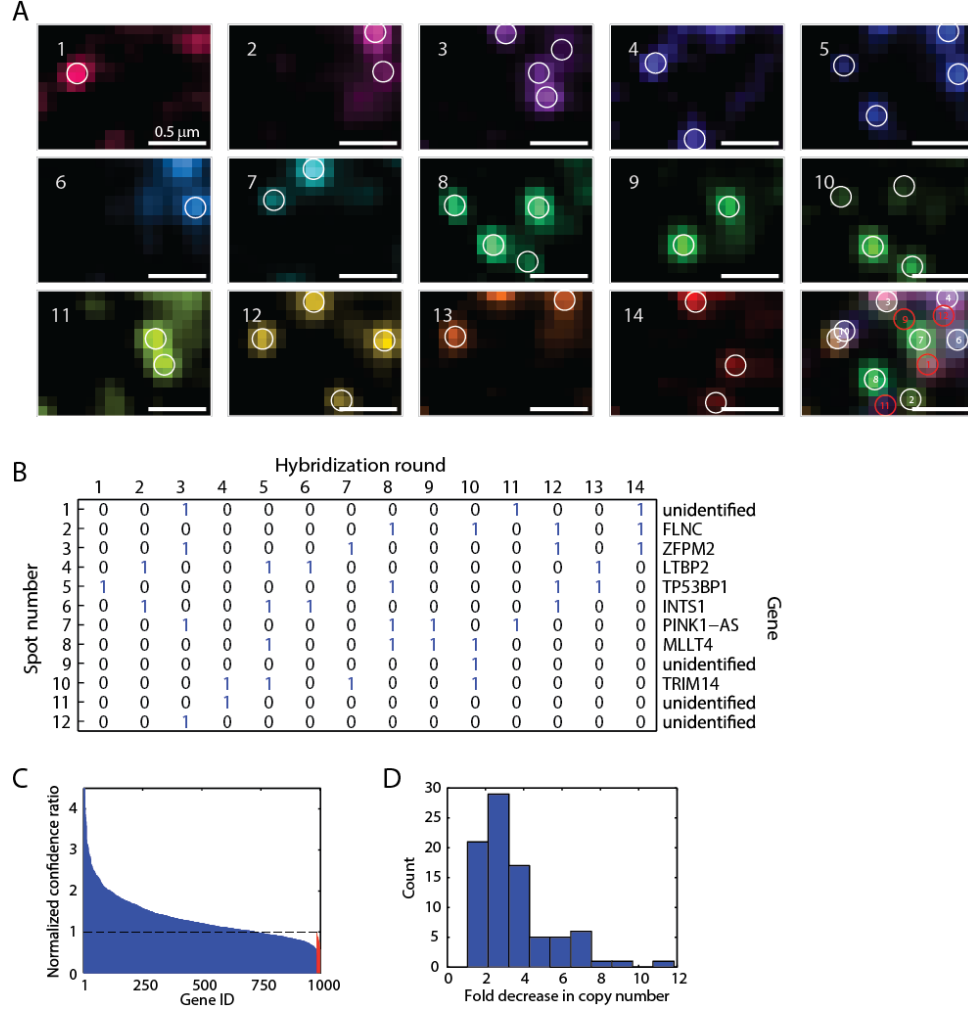 A
1 2 3 4 5
0.5 µm
6 7 8 9 10
11 12 13 14
3 4
9 12
10 7 6
5
1
8
2
11
B
Hybridization round
1 2 3 4 5 6 7 8 9 10 11 12 13 14
1 0 0 1 0 0 0 0 0 0 0 1 0 0 1 unidentified
2 0 0 0 0 0 0 0 1 0 1 0 1 0 1 FLNC
3 0 0 1 0 0 0 1 0 0 0 0 1 0 1 ZFPM2
4 0 1 0 0 1 1 0 0 0 0 0 0 1 0 LTBP2
5 1 0 0 0 0 0 0 1 0 0 0 1 1 0 TP53BP1
6 0 1 0 0 1 1 0 0 0 0 0 1 0 0 INTS1
7 0 0 1 0 0 0 0 1 1 0 1 0 0 0 PINK1−AS
8 0 0 0 0 1 0 0 1 1 1 0 0 0 0 MLLT4
9 0 0 0 0 0 0 0 0 0 1 0 0 0 0 unidentified
10 0 0 0 1 1 0 1 0 0 1 0 0 0 0 TRIM14
11 0 0 0 1 0 0 0 0 0 0 0 0 0 0 unidentified
12 0 0 1 0 0 0 0 0 0 0 0 0 0 0 unidentified
Spot number
Gene
C
Normalized confidence ratio
4
3
2
1
0
1 250 500 750 1000
Gene ID
D
Count
30
25
20
15
10
5
0
0 2 4 6 8 10 12
Fold decrease in copy number